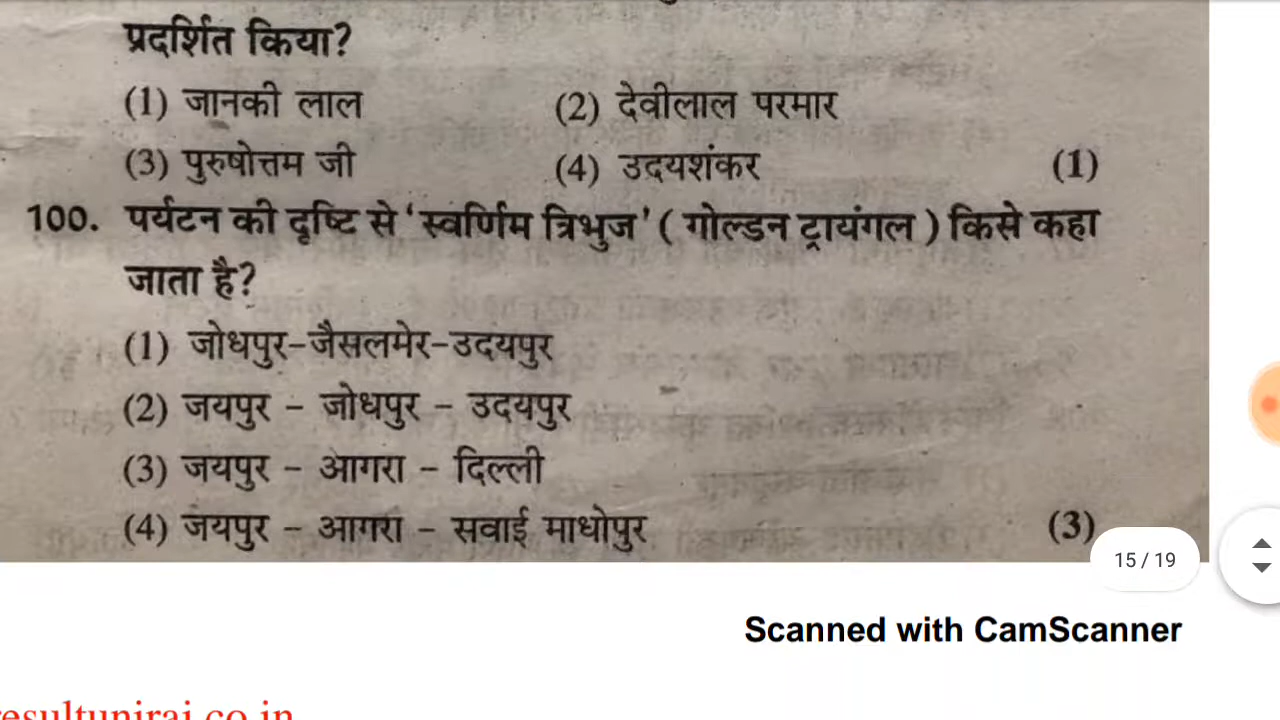 प्रदर्शित किया?
(1) जानकी लाल (2) देवीलाल परमार
(3) पुरुषोत्तम जी (4) उदयशंकर (1)
100. पर्यटन की दृष्टि से 'स्वर्णिम त्रिभुज' ( गोल्डन ट्रायंगल ) किसे कहा
जाता है?
(1) जोधपुर-जैसलमेर-उदयपुर
(2) जयपुर - जोधपुर - उदयपुर
(3) जयपुर - आगरा - दिल्ली
(4) जयपुर - आगरा - सवाई माधोपुर (3)
15 / 19
Scanned with CamScanner